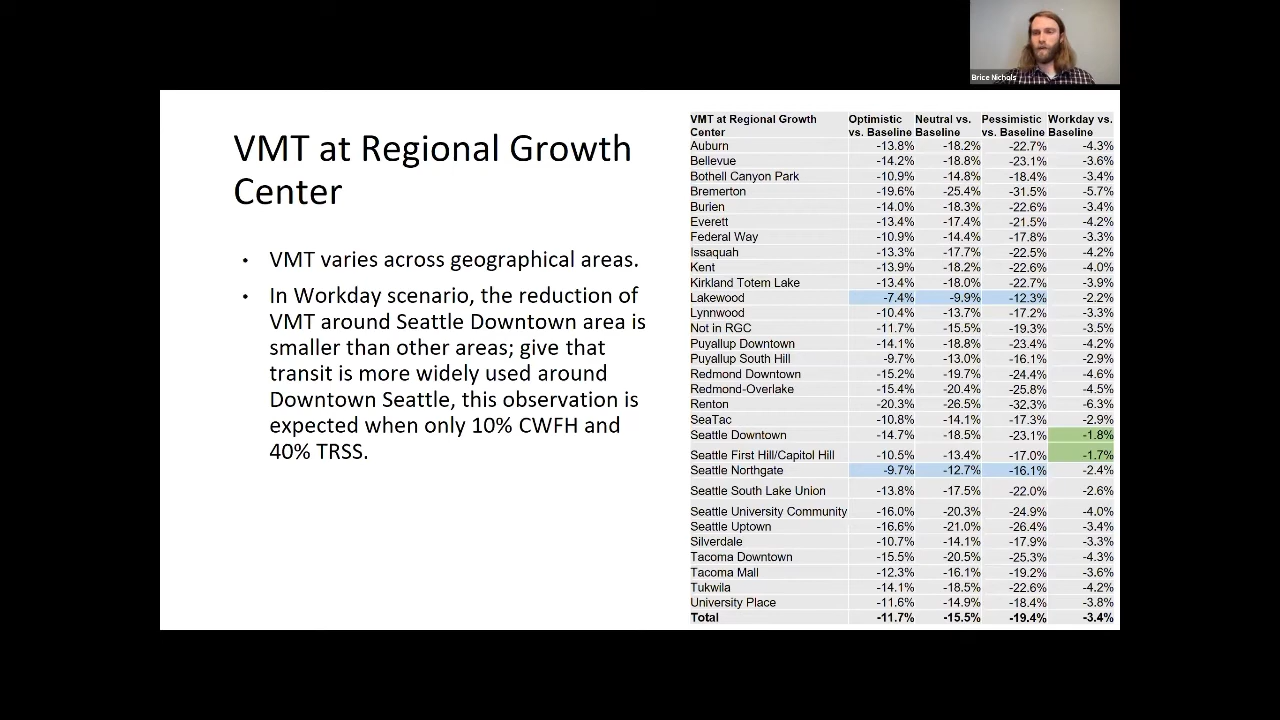 Brice Nichols
VMT at Regional Growth
Center
• VMT varies across geographical areas.
• In Workday scenario, the reduction of
VMT around Seattle Downtown area is
smaller than other areas; give that
transit is more widely used around
Downtown Seattle, this observation is
expected when only 10% CWFH and
40% TRSS.
VMT at Regional Growth Optimistic Neutral vs. Pessimistic Workday vs.
Center vs. Baseline Baseline vs. Baseline Baseline
Auburn -13.8% -18.2% -22.7% -4.3%
Bellevue -14.2% -18.8% -23.1% -3.6%
Bothell Canyon Park -10.9% -14.8% -18.4% -3.4%
Bremerton -19.6% -25.4% -31.5% -5.7%
Burien -14.0% -18.3% -22.6% -3.4%
Everett -13.4% -17.4% -21.5% -4.2%
Federal Way -10.9% -14.4% -17.8% -3.3%
Issaquah -13.3% -17.7% -22.5% -4.2%
Kent -13.9% -18.2% -22.6% -4.0%
Kirkland Totem Lake -13.4% -18.0% -22.7% -3.9%
Lakewood -7.4% -9.9% -12.3% -2.2%
Lynnwood -10.4% -13.7% -17.2% -3.3%
Not in RGC -11.7% -15.5% -19.3% -3.5%
Puyallup Downtown -14.1% -18.8% -23.4% -4.2%
Puyallup South Hill -9.7% -13.0% -16.1% -2.9%
Redmond Downtown -15.2% -19.7% -24.4% -4.6%
Redmond-Overlake -15.4% -20.4% -25.8% -4.5%
Renton -20.3% -26.5% -32.3% -6.3%
SeaTac -10.8% -14.1% -17.3% -2.9%
Seattle Downtown -14.7% -18.5% -23.1% -1.8%
Seattle First Hill/Capitol Hill -10.5% -13.4% -17.0% -1.7%
Seattle Northgate -9.7% -12.7% -16.1% -2.4%
Seattle South Lake Union -13.8% -17.5% -22.0% -2.6%
Seattle University Community -16.0% -20.3% -24.9% -4.0%
Seattle Uptown -16.6% -21.0% -26.4% -3.4%
Silverdale -10.7% -14.1% -17.9% -3.3%
Tacoma Downtown -15.5% -20.5% -25.3% -4.3%
Tacoma Mall -12.3% -16.1% -19.2% -3.6%
Tukwila -14.1% -18.5% -22.6% -4.2%
University Place -11.6% -14.9% -18.4% -3.8%
Total -11.7% -15.5% -19.4% -3.4%